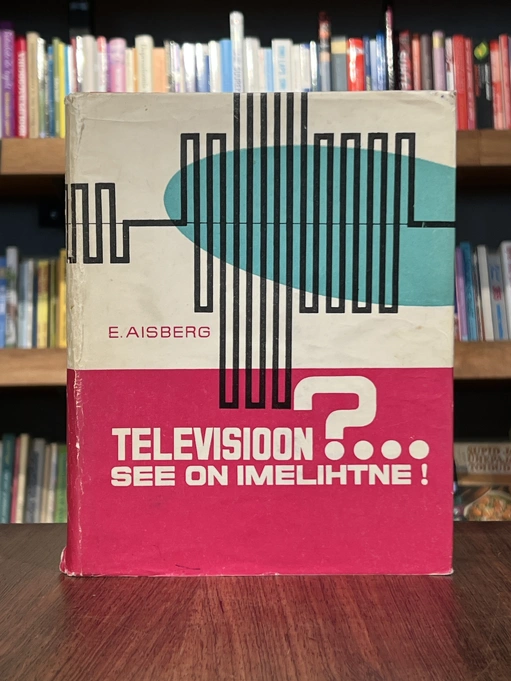 E. AISBERG
TELEVISIOON?....
SEE ON IMELIHTNE!